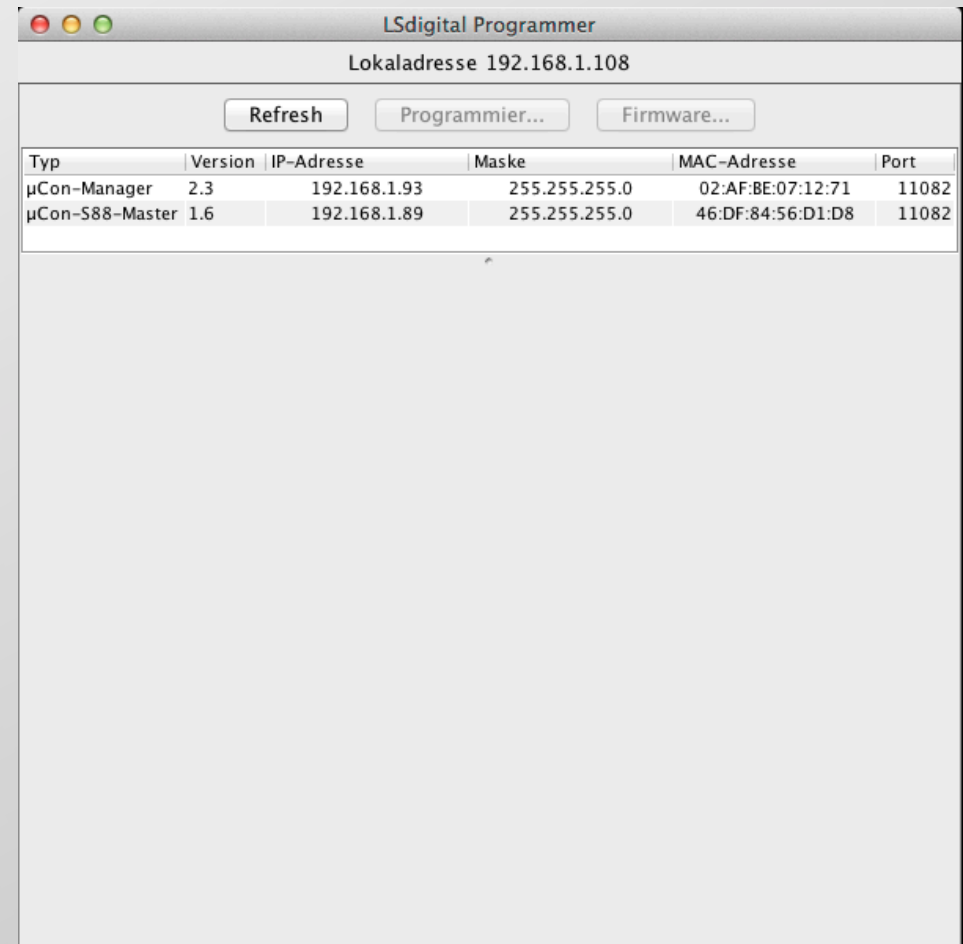 LSdigital Programmer
Lokaladresse 192.168.1.108
Refresh Programmier... Firmware...
Typ Version IP-Adresse Maske MAC-Adresse Port
µCon-Manager 2.3 192.168.1.93 255.255.255.0 02:AF:BE:07:12:71 11082
µCon-S88-Master 1.6 192.168.1.89 255.255.255.0 46:DF:84:56:D1:D8 11082